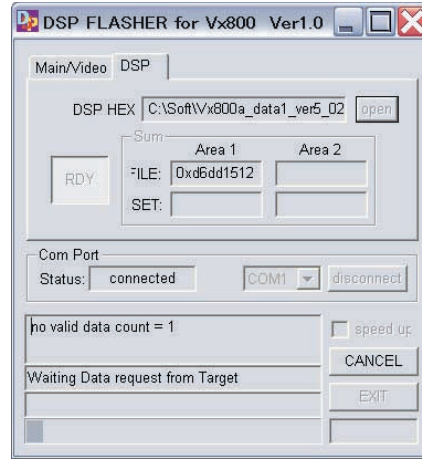 DSP FLASHER for Vx800 Ver1.0
Main/Video DSP
DSP HEX C:\Soft\Vx800a_data1_ver5_02 open
Sum
Area 1 Area 2
RDY
FILE: 0xd6dd1512
SET:
Com Port
Status: connected COM1 disconnect
no valid data count = 1
speed up
CANCEL
Waiting Data request from Target
EXIT